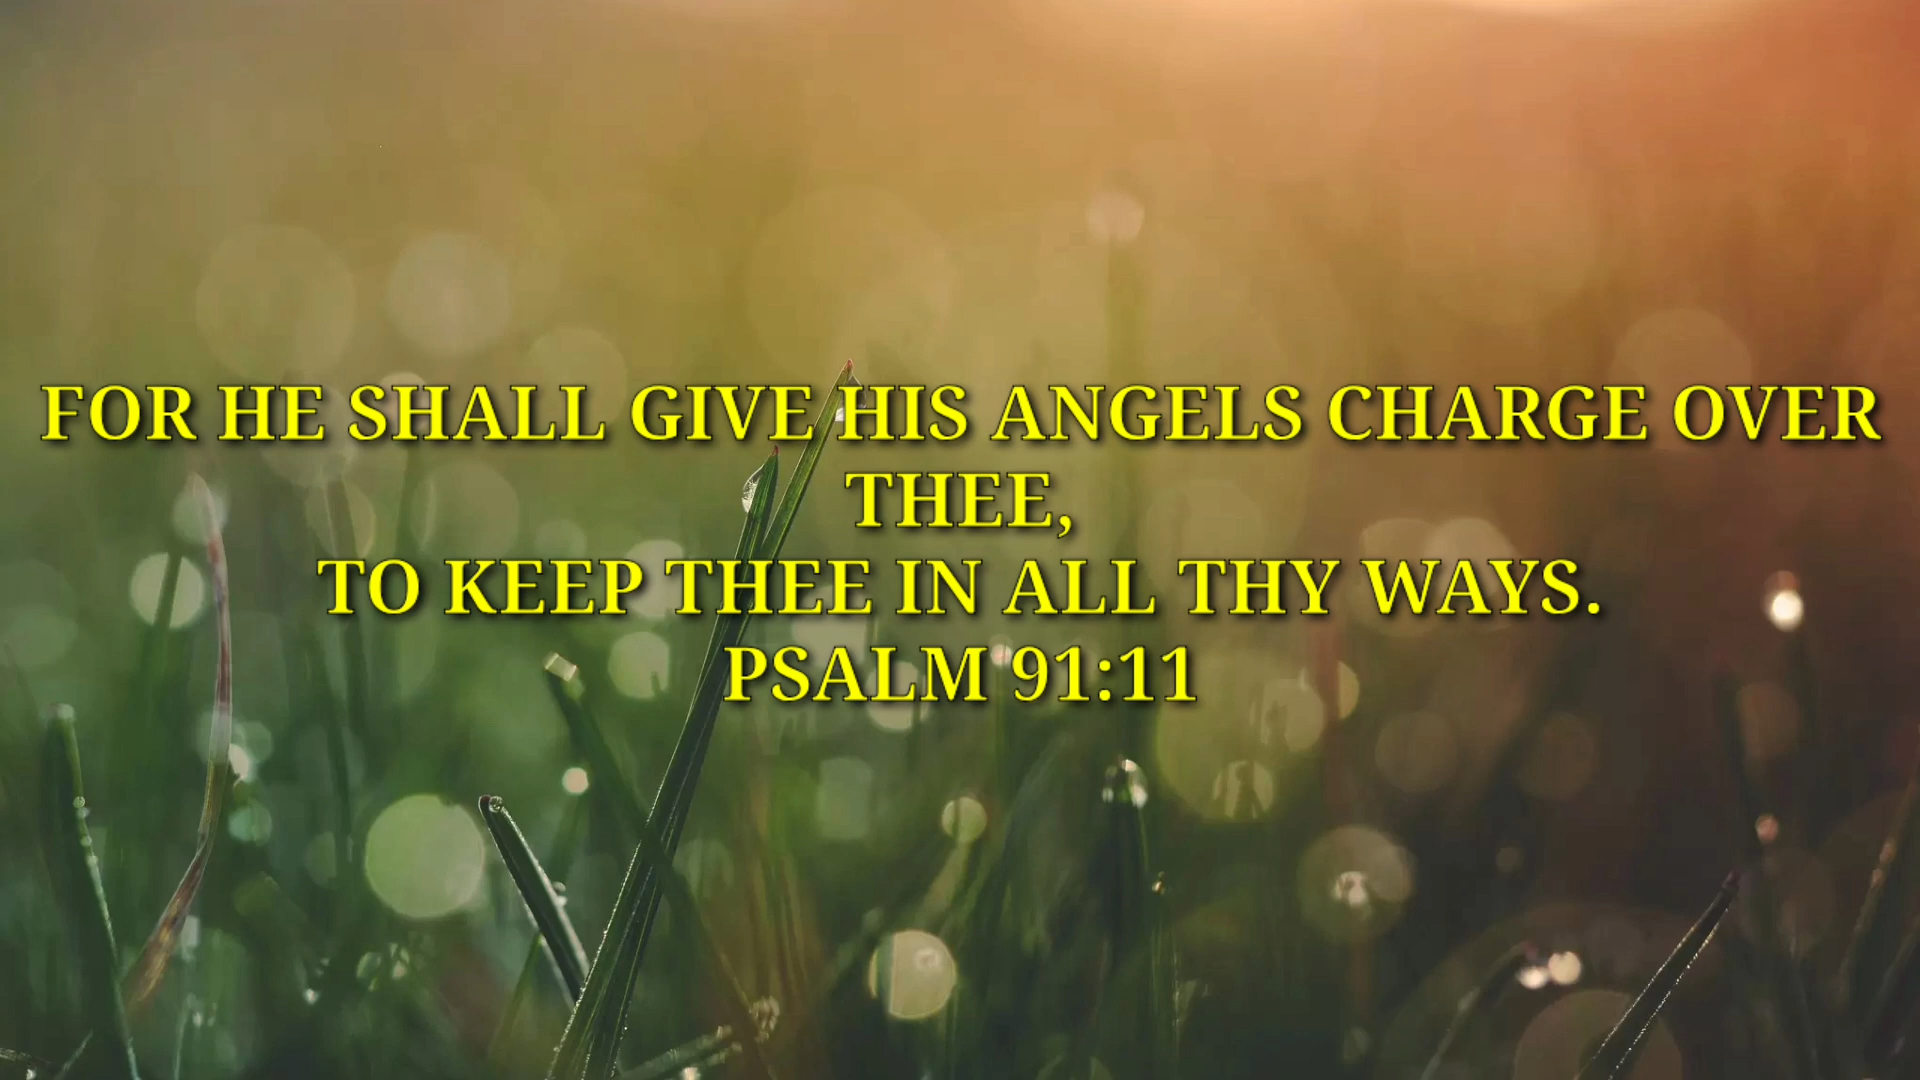 FOR HE SHALL GIVE HIS ANGELS CHARGE OVER
THEE,
TO KEEP THEE IN ALL THY WAYS.
PSALM 91:11